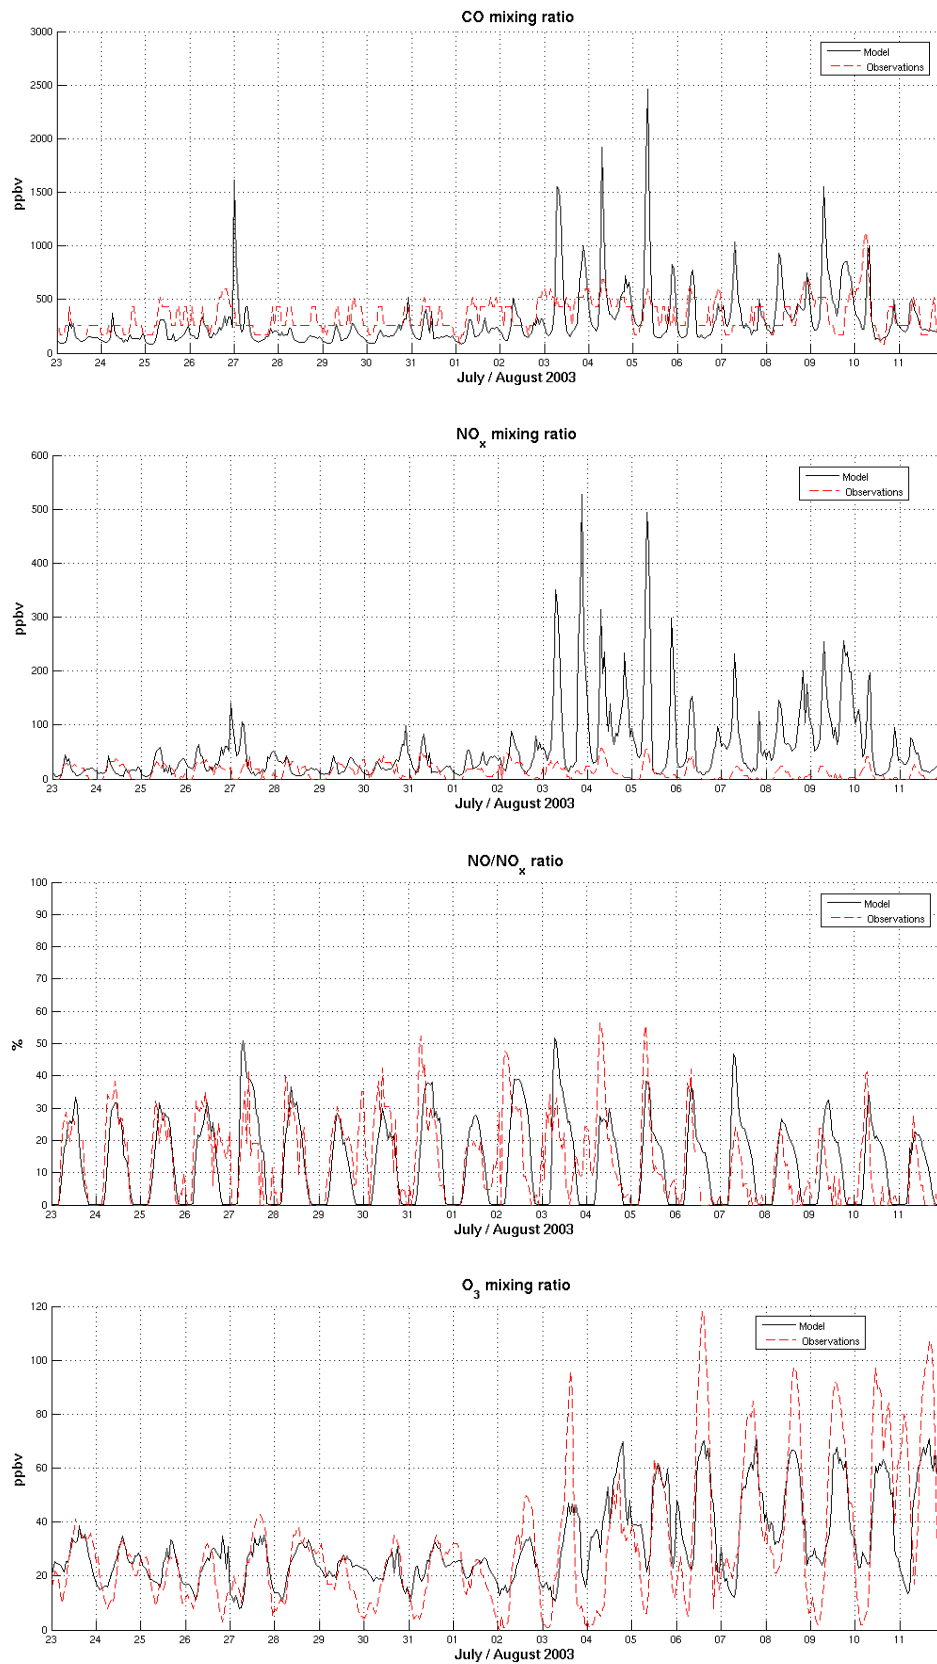 CO mixing ratio
3000
2500
2000
1500
1000
500
0
ppbv
Model
Observations
23 24 25 26 27 28 29 30 31 01 02 03 04 05 06 07 08 09 10 11
July / August 2003
NOx mixing ratio
600
500
400
300
200
100
0
ppbv
Model
Observations
23 24 25 26 27 28 29 30 31 01 02 03 04 05 06 07 08 09 10 11
July / August 2003
NO/NOx ratio
100
90
80
70
60
50
40
30
20
10
0
%
Model
Observations
23 24 25 26 27 28 29 30 31 01 02 03 04 05 06 07 08 09 10 11
July / August 2003
O3 mixing ratio
120
100
80
60
40
20
0
ppbv
Model
Observations
23 24 25 26 27 28 29 30 31 01 02 03 04 05 06 07 08 09 10 11
July / August 2003